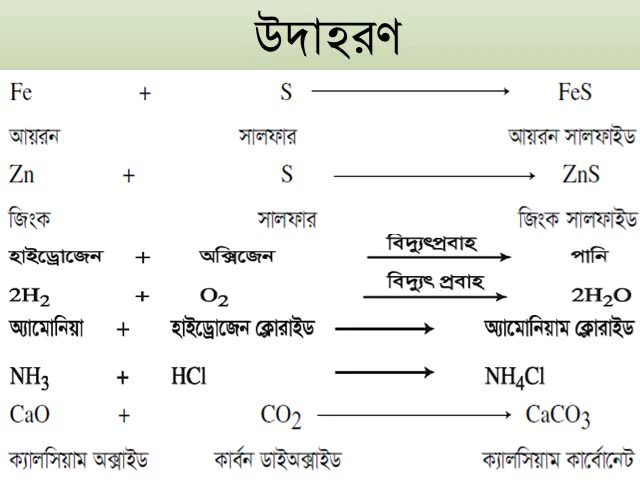 উদাহরণ
Fe + S ⟶ FeS
আয়রন সালফার আয়রন সালফাইড
Zn + S ⟶ ZnS
জিংক সালফার জিংক সালফাইড
বিদ্যুৎপ্রবাহ
হাইড্রোজেন + অক্সিজেন ⟶ পানি
বিদ্যুৎ প্রবাহ
2H₂ + O₂ ⟶ 2H₂O
অ্যামোনিয়া + হাইড্রোজেন ক্লোরাইড ⟶ অ্যামোনিয়াম ক্লোরাইড
NH₃ + HCl ⟶ NH₄Cl
CaO + CO₂ ⟶ CaCO₃
ক্যালসিয়াম অক্সাইড কার্বন ডাইঅক্সাইড ক্যালসিয়াম কার্বোনেট